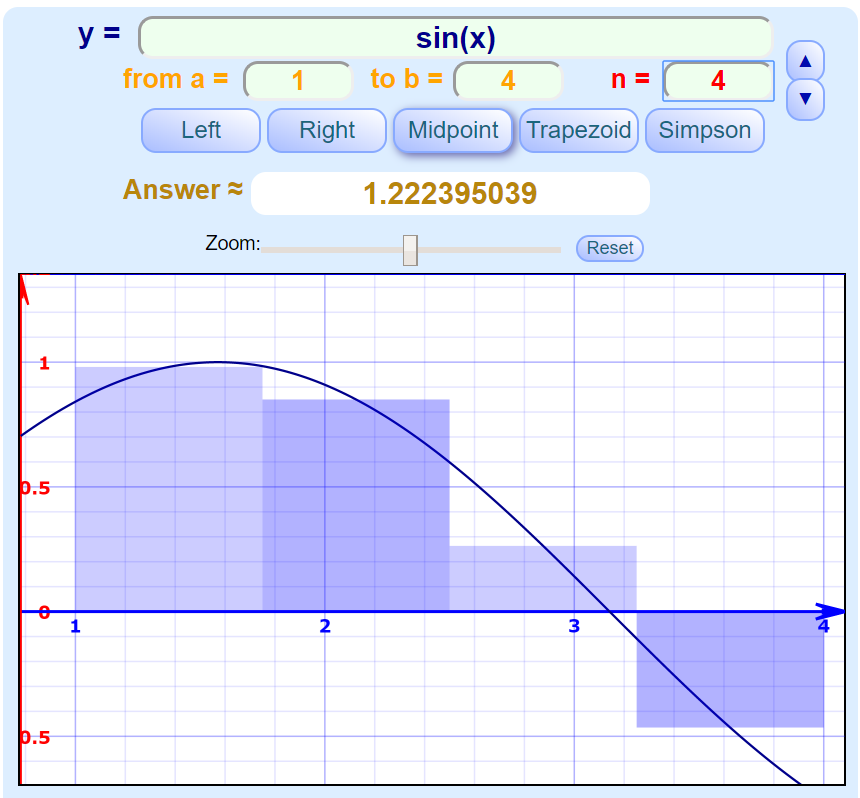 y = sin(x)
from a = 1 to b = 4 n = 4
▲
▼
Left Right Midpoint Trapezoid Simpson
Answer ≈ 1.222395039
Zoom: Reset
1
0.5
0
1 2 3 4
0.5